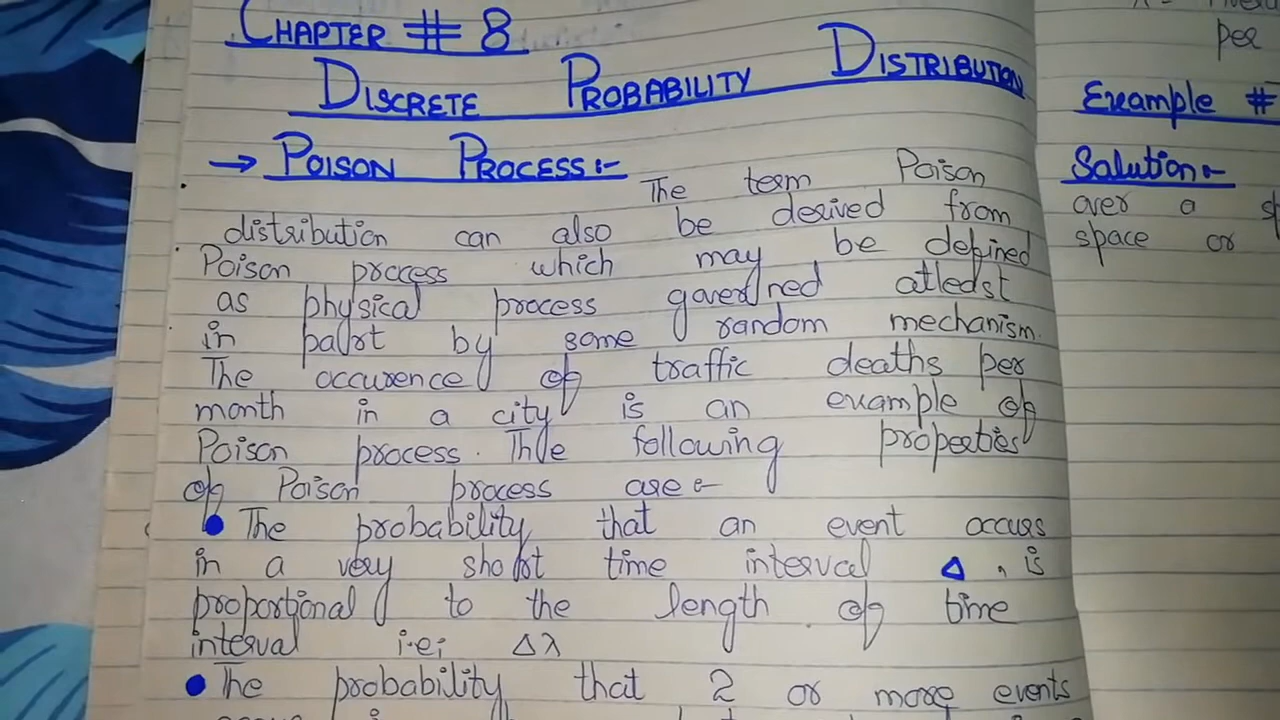 CHAPTER # 8
DISCRETE PROBABILITY DISTRIBUTION
→ POISON PROCESS:-
The term Poison
distribution can also be derived from
Poison prccess which may be defined
as physical process gaverned atledst
in part by some random mechanism.
The occurence of traffic deaths per
month in a city is an example of
Poison process. The following propeties
of Poison process are:-
• The probability that an event occurs
in a very short time interval Δ, is
proportional to the length of time
interval i.e; Δλ
• The probability that 2 or more events
per
Example #
Solution:-
over a
space or